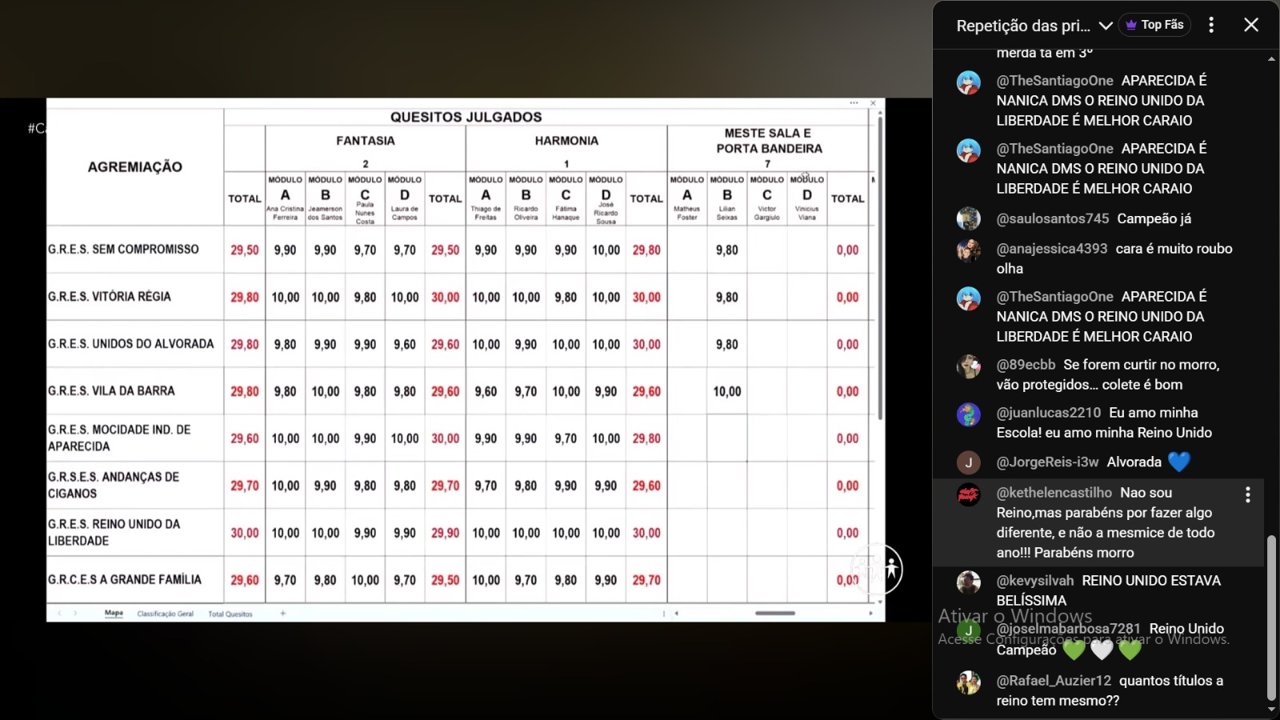 #C
QUESITOS JULGADOS
AGREMIAÇÃO
FANTASIA
2
HARMONIA
1
MESTE SALA E
PORTA BANDEIRA
7
TOTAL
MÓDULO A Ana Cristina Ferreira
MÓDULO B Jeamerson dos Santos
MÓDULO C Paula Nunes Costa
MÓDULO D Laura de Campos
TOTAL
MÓDULO A Thiago de Freitas
MÓDULO B Ricardo Oliveira
MÓDULO C Fátima Hanaque
MÓDULO D José Ricardo Sousa
TOTAL
MÓDULO A Matheus Foster
MÓDULO B Lilian Seixas
MÓDULO C Victor Gargiulo
MÓDULO D Vinicius Viana
TOTAL
G.R.E.S. SEM COMPROMISSO 29,50 9,90 9,90 9,70 9,70 29,50 9,90 9,90 9,90 10,00 29,80 9,80 0,00
G.R.E.S. VITÓRIA RÉGIA 29,80 10,00 10,00 9,80 10,00 30,00 10,00 10,00 9,80 10,00 30,00 9,80 0,00
G.R.E.S. UNIDOS DO ALVORADA 29,80 9,80 9,90 9,90 9,60 29,60 10,00 9,90 10,00 10,00 30,00 9,80 0,00
G.R.E.S. VILA DA BARRA 29,80 9,80 10,00 9,80 9,80 29,60 9,60 9,70 10,00 9,90 29,60 10,00 0,00
G.R.E.S. MOCIDADE IND. DE
APARECIDA 29,60 10,00 10,00 9,90 10,00 30,00 9,90 9,90 9,70 10,00 29,80 0,00
G.R.S.E.S. ANDANÇAS DE
CIGANOS 29,70 10,00 9,90 9,80 9,80 29,70 9,70 9,80 9,90 9,90 29,60 0,00
G.R.E.S. REINO UNIDO DA
LIBERDADE 30,00 10,00 10,00 9,90 9,90 29,90 10,00 10,00 10,00 10,00 30,00 0,00
G.R.C.E.S A GRANDE FAMÍLIA 29,60 9,70 9,80 10,00 9,70 29,50 10,00 9,70 9,80 9,90 29,70 0,00
Mapa Classificação Geral Total Quesitos +
Repetição das pri... Top Fãs
merda tá em 3º
@TheSantiagoOne APARECIDA É
NANICA DMS O REINO UNIDO DA
LIBERDADE É MELHOR CARAIO
@TheSantiagoOne APARECIDA É
NANICA DMS O REINO UNIDO DA
LIBERDADE É MELHOR CARAIO
@saulosantos745 Campeão já
@anajessica4393 cara é muito roubo
olha
@TheSantiagoOne APARECIDA É
NANICA DMS O REINO UNIDO DA
LIBERDADE É MELHOR CARAIO
@89ecbb Se forem curtir no morro,
vão protegidos... colete é bom
@juanlucas2210 Eu amo minha
Escola! eu amo minha Reino Unido
J @JorgeReis-i3w Alvorada 💙
@kethelencastilho Nao sou
Reino,mas parabéns por fazer algo
diferente, e não a mesmice de todo
ano!!! Parabéns morro
@kevysilvah REINO UNIDO ESTAVA
BELÍSSIMA
Ativar o Windows
J @joselmabarbosa7281 Reino Unido
Acesse Configurações para ativar o Windows.
Campeão 💚🤍💚
@Rafael_Auzier12 quantos títulos a
reino tem mesmo??